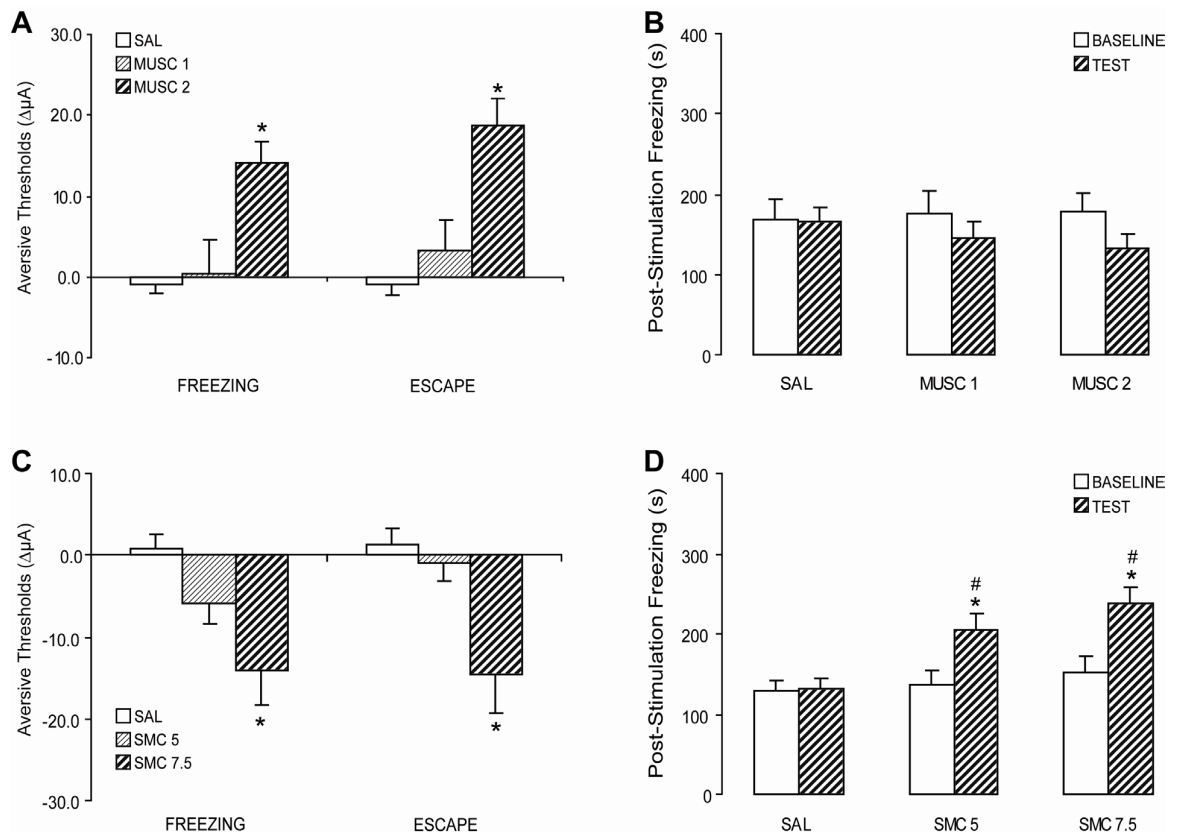 A
Aversive Thresholds (ΔµA)
30.0
20.0
10.0
0.0
-10.0
SAL
MUSC 1
MUSC 2
*
*
FREEZING
ESCAPE
B
Post-Stimulation Freezing (s)
400
300
200
100
0
BASELINE
TEST
SAL
MUSC 1
MUSC 2
C
Aversive Thresholds (ΔµA)
10.0
0.0
-10.0
-20.0
-30.0
SAL
SMC 5
SMC 7.5
*
*
FREEZING
ESCAPE
D
Post-Stimulation Freezing (s)
400
300
200
100
0
BASELINE
TEST
#
*
#
*
SAL
SMC 5
SMC 7.5